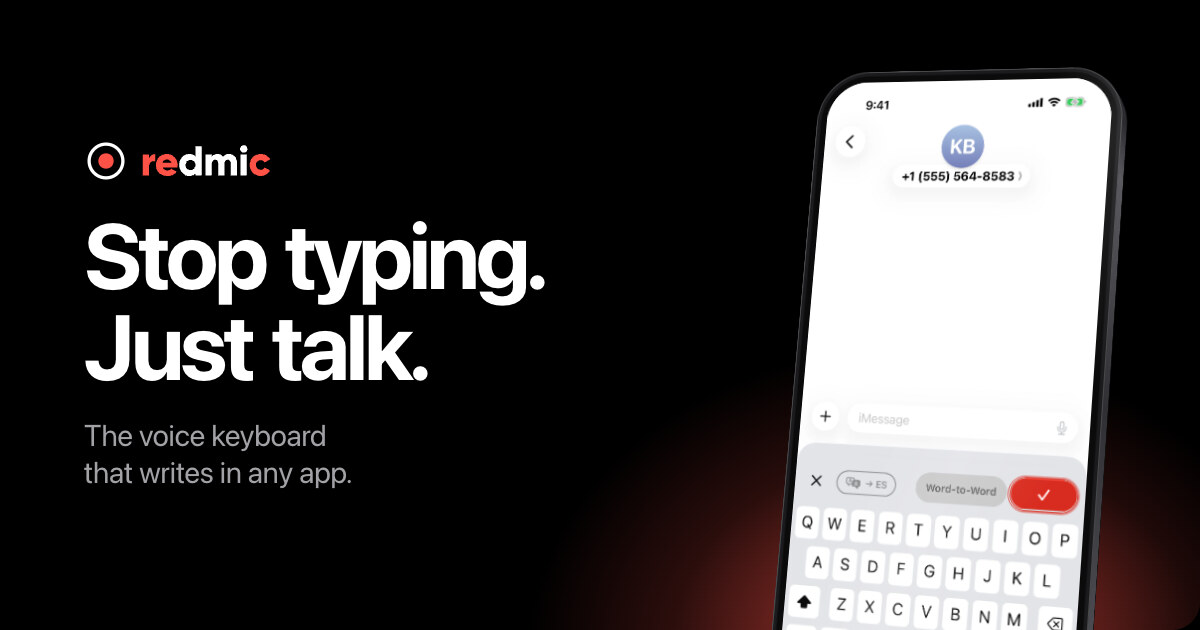 redmic
Stop typing.
Just talk.
The voice keyboard
that writes in any app.
9:41
KB
+1 (555) 564-8583 〉
iMessage
→ ES
Word-to-Word
Q W E R T Y U I O P
A S D F G H J K L
Z X C V B N M